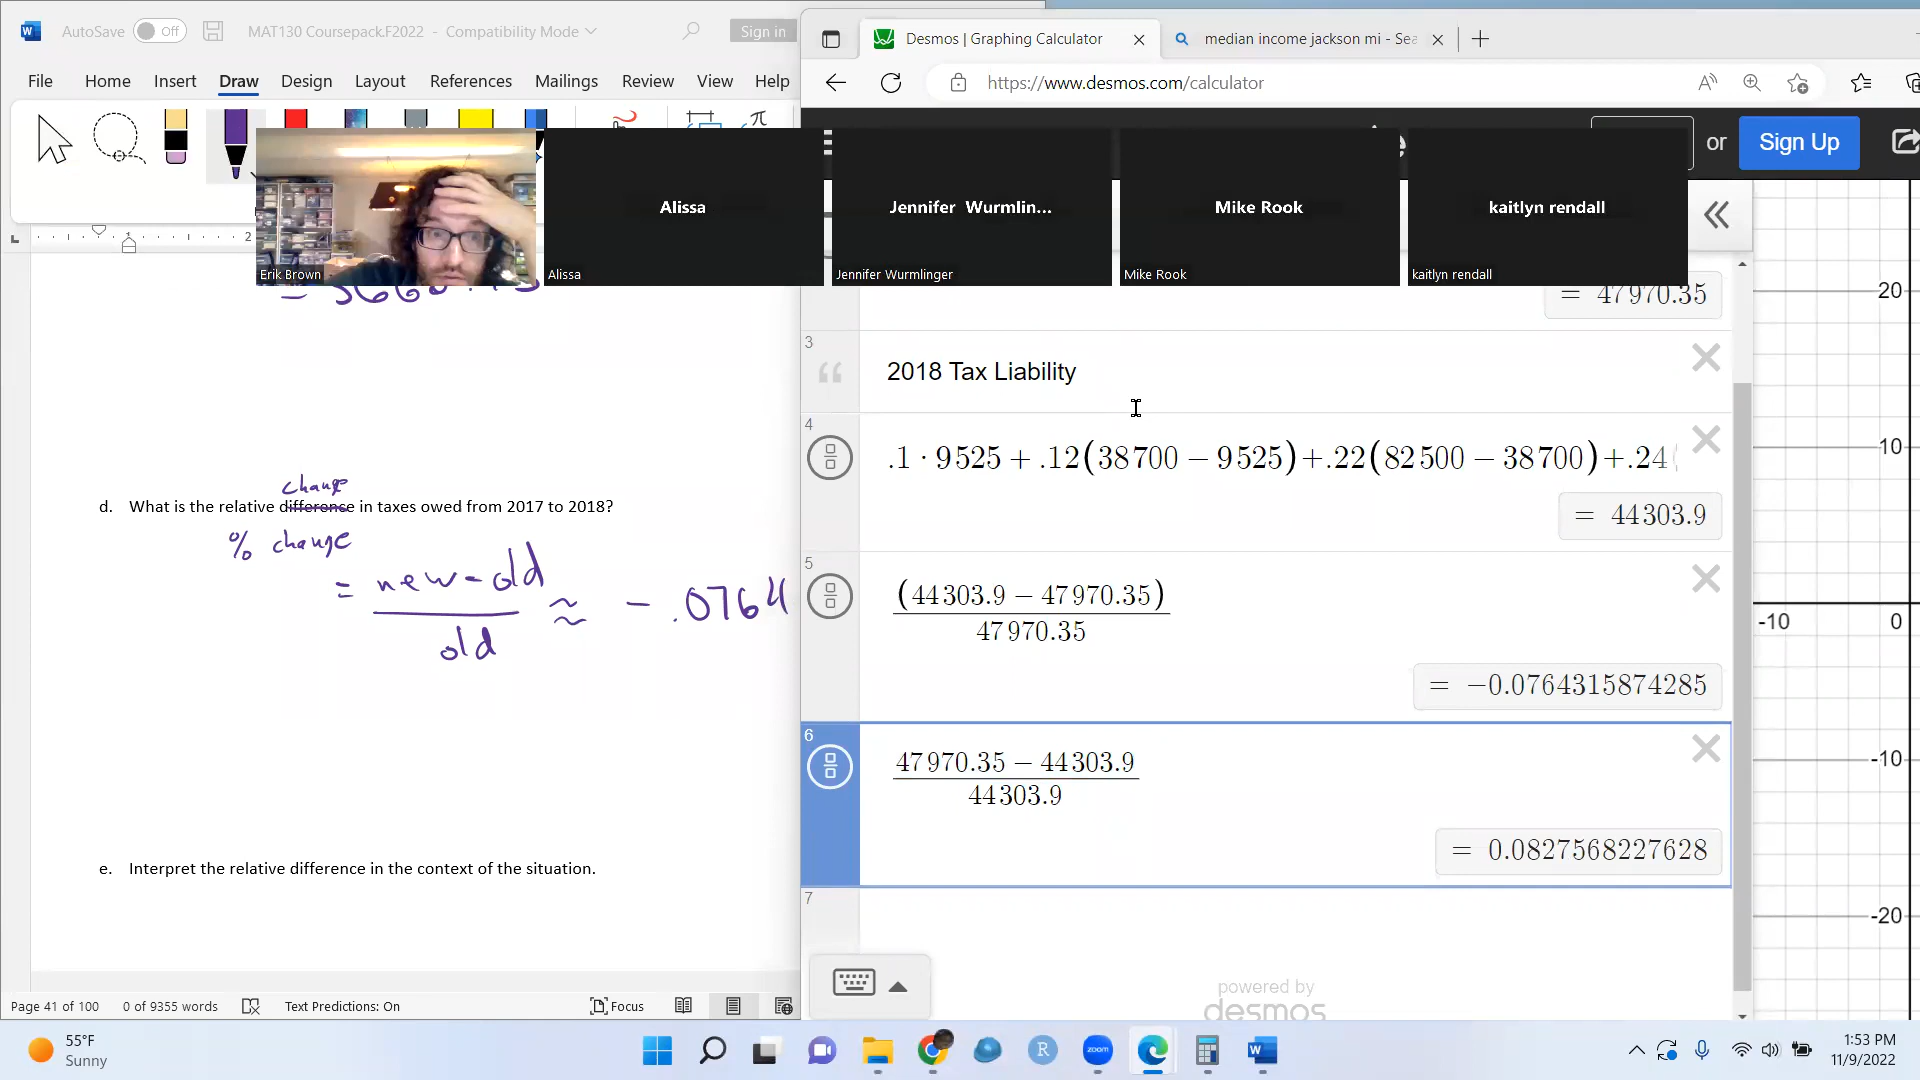 AutoSave Off MAT130 Coursepack.F2022 - Compatibility Mode Sign in
File Home Insert Draw Design Layout References Mailings Review View Help
Desmos | Graphing Calculator
median income jackson mi - Sea
https://www.desmos.com/calculator
or Sign Up
Alissa
Jennifer Wurmlin...
Mike Rook
kaitlyn rendall
Erik Brown
Alissa
Jennifer Wurmlinger
Mike Rook
kaitlyn rendall
2
= 47970.35
3
2018 Tax Liability
4
.1 · 9525 + .12(38700 − 9525)+.22(82500 − 38700)+.24(
= 44303.9
5
(44303.9 − 47970.35)
47970.35
= −0.0764315874285
6
47970.35 − 44303.9
44303.9
= 0.0827568227628
7
powered by
desmos
20
10
-10 0
-10
-20
change
d. What is the relative difference in taxes owed from 2017 to 2018?
% change
= new - old
old
≈ - .0764
e. Interpret the relative difference in the context of the situation.
Page 41 of 100 0 of 9355 words Text Predictions: On Focus
55°F
Sunny
zoom
R
1:53 PM
11/9/2022